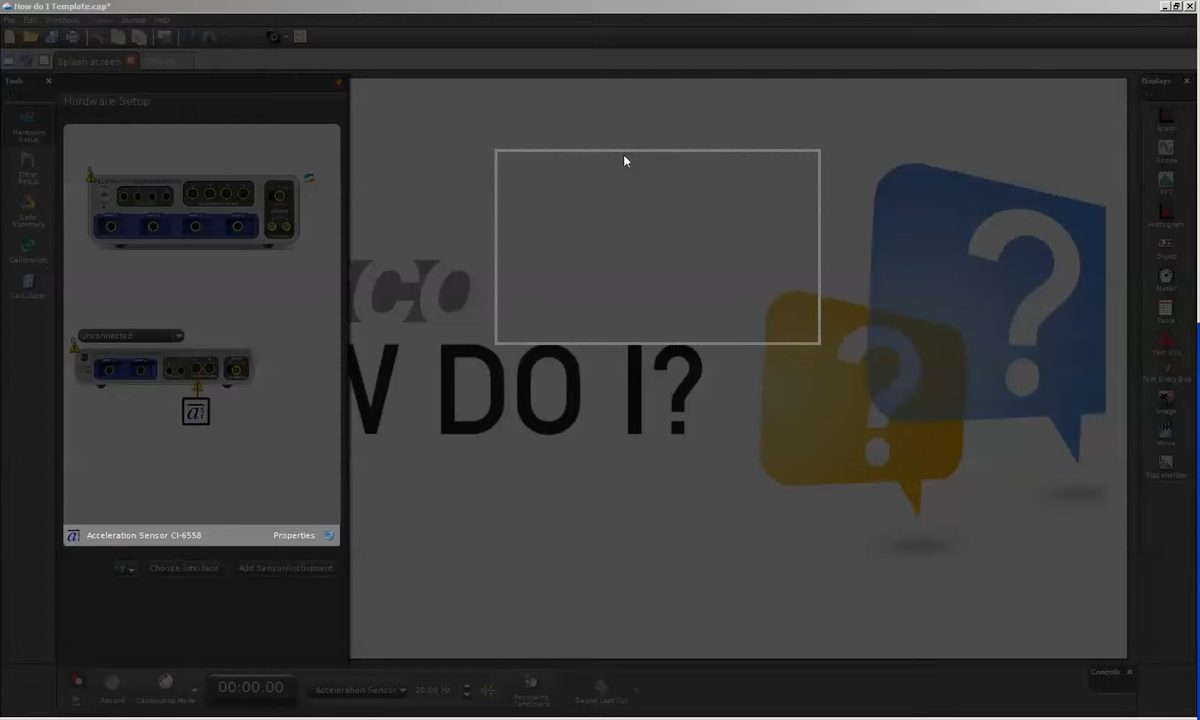 How do I Template.cap*
File Edit Workbook Journal Help
Splash screen
Tools
Hardware Setup
Displays
Hardware
Setup
Timer
Setup
Data
Summary
Calibration
Calculator
Unconnected
Acceleration Sensor CI-6558 Properties
Choose Interface Add Sensor/Instrument
co
W DO I?
Graph
Scope
FFT
Histogram
Digits
Meter
Table
Text Box
Text Entry Box
Image
Movie
Placeholder
Record
Continuous Mode
00:00.00
Acceleration Sensor
20.00 Hz
Recording
Conditions
Delete Last Run
Controls